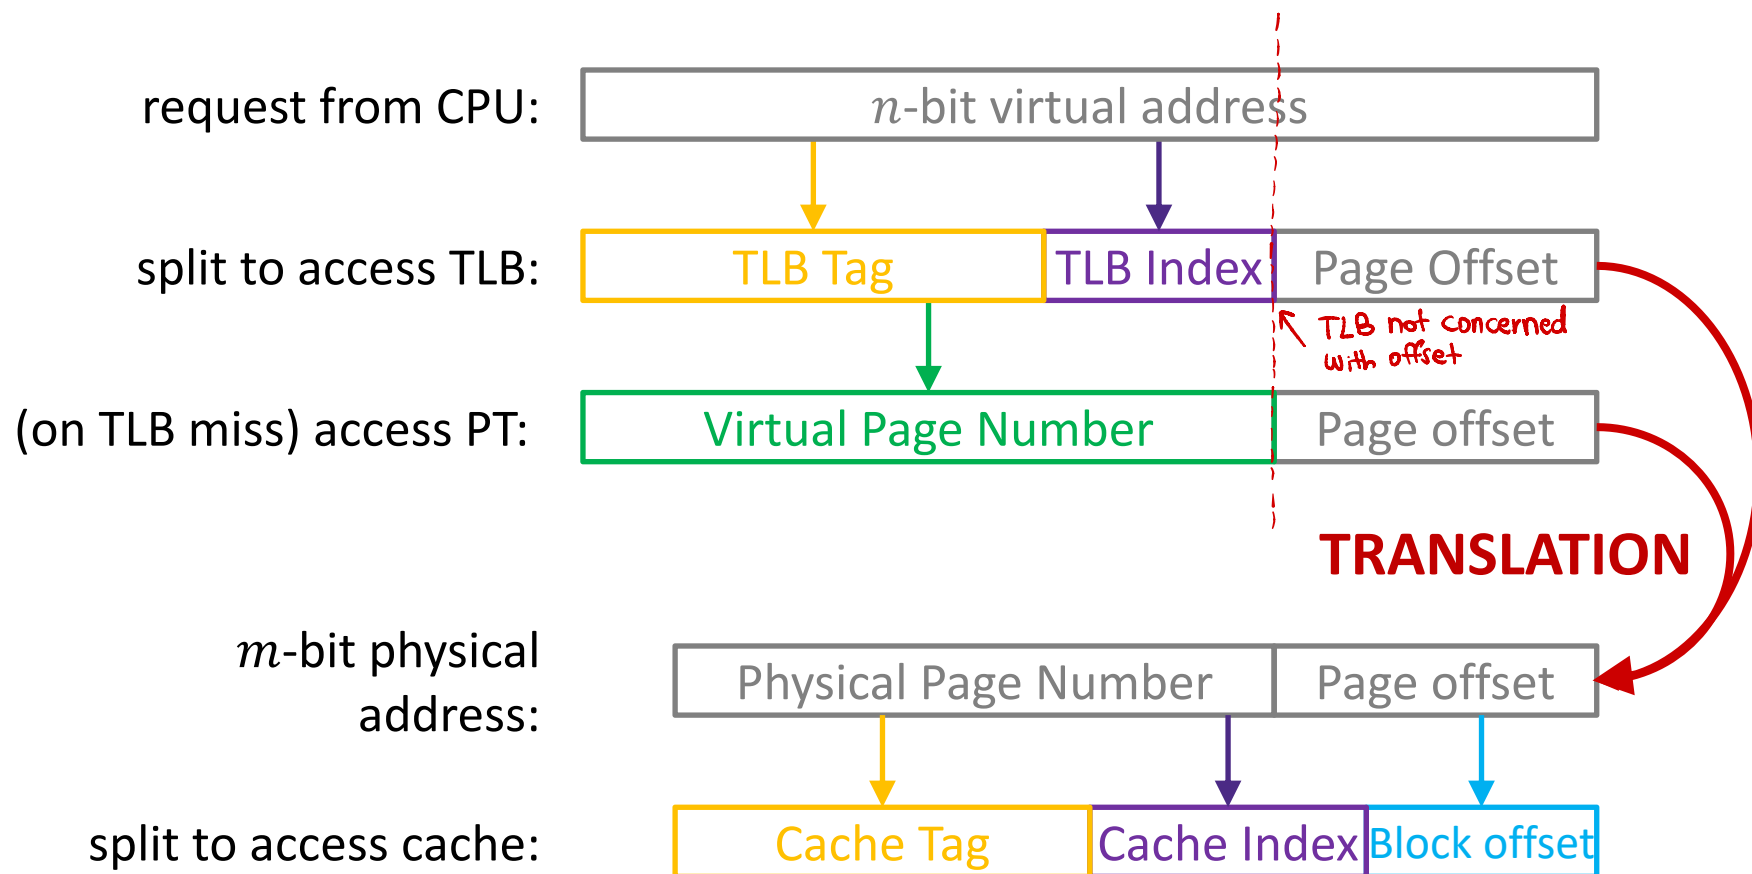 request from CPU:
n-bit virtual address
split to access TLB:
TLB Tag
TLB Index
Page Offset
TLB not concerned
with offset
(on TLB miss) access PT:
Virtual Page Number
Page offset
TRANSLATION
m-bit physical
address:
Physical Page Number
Page offset
split to access cache:
Cache Tag
Cache Index
Block offset